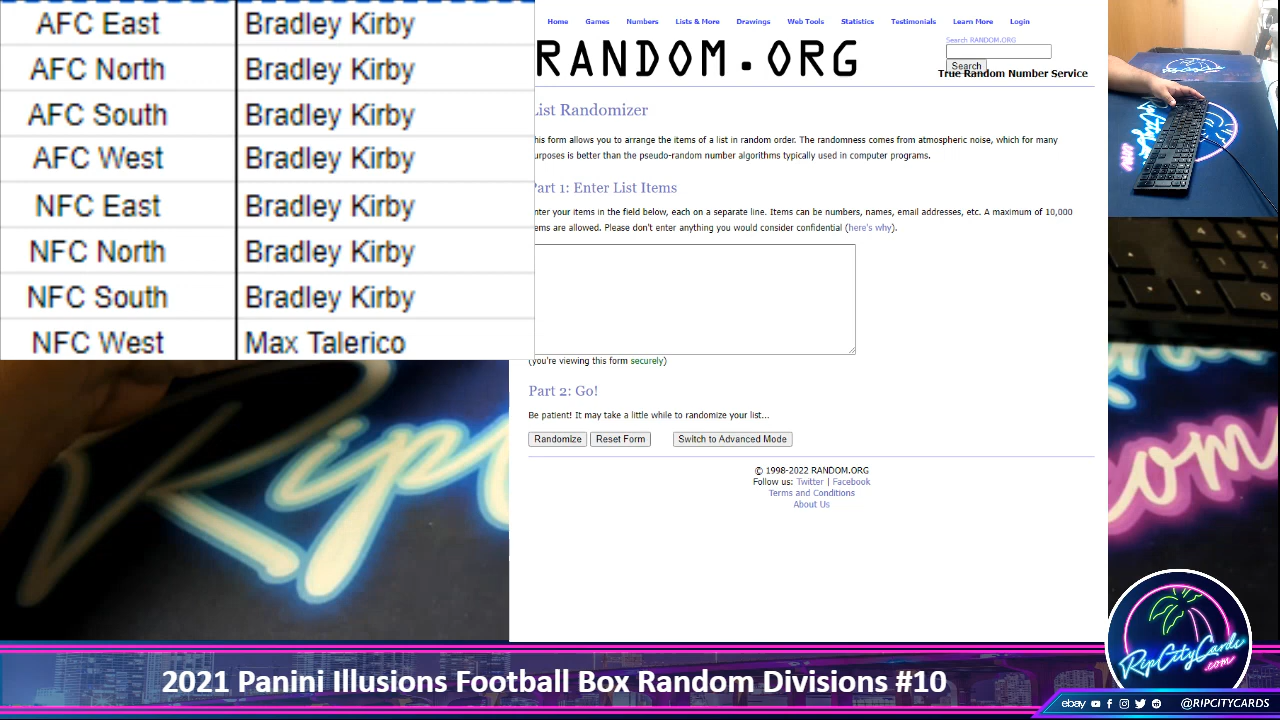 AFC East Bradley Kirby
AFC North Bradley Kirby
AFC South Bradley Kirby
AFC West Bradley Kirby
NFC East Bradley Kirby
NFC North Bradley Kirby
NFC South Bradley Kirby
NFC West Max Talerico
Home Games Numbers Lists & More Drawings Web Tools Statistics Testimonials Learn More Login
Search RANDOM.ORG
RANDOM.ORG
Search
True Random Number Service
List Randomizer
his form allows you to arrange the items of a list in random order. The randomness comes from atmospheric noise, which for many
urposes is better than the pseudo-random number algorithms typically used in computer programs.
Part 1: Enter List Items
nter your items in the field below, each on a separate line. Items can be numbers, names, email addresses, etc. A maximum of 10,000
ems are allowed. Please don't enter anything you would consider confidential (here's why).
(you're viewing this form securely)
Part 2: Go!
Be patient! It may take a little while to randomize your list...
Randomize Reset Form Switch to Advanced Mode
© 1998-2022 RANDOM.ORG
Follow us: Twitter | Facebook
Terms and Conditions
About Us
Rip
om
RipCityCards
.com
2021 Panini Illusions Football Box Random Divisions #10
ebay @RIPCITYCARDS